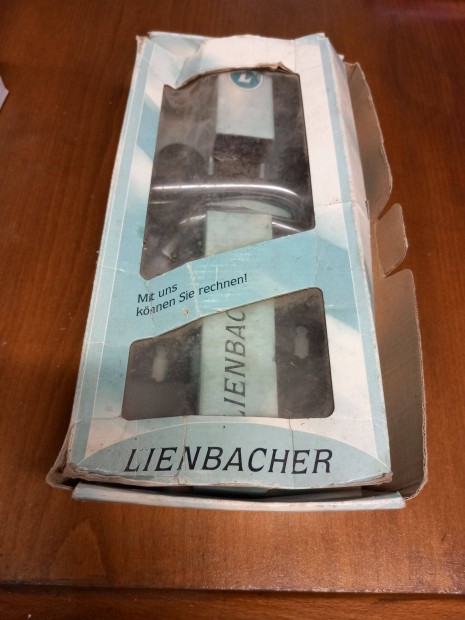 L
Mit uns
können Sie rechnen!
LIENBACHER
LIENBACHER